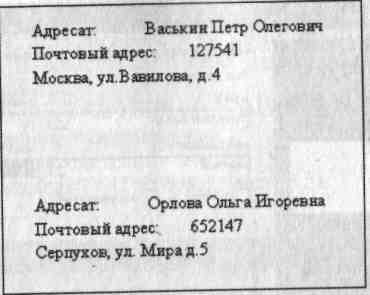 Адресат: Васькин Петр Олегович
Почтовый адрес: 127541
Москва, ул.Вавилова, д.4
Адресат: Орлова Ольга Игоревна
Почтовый адрес: 652147
Серпухов, ул. Мира д.5